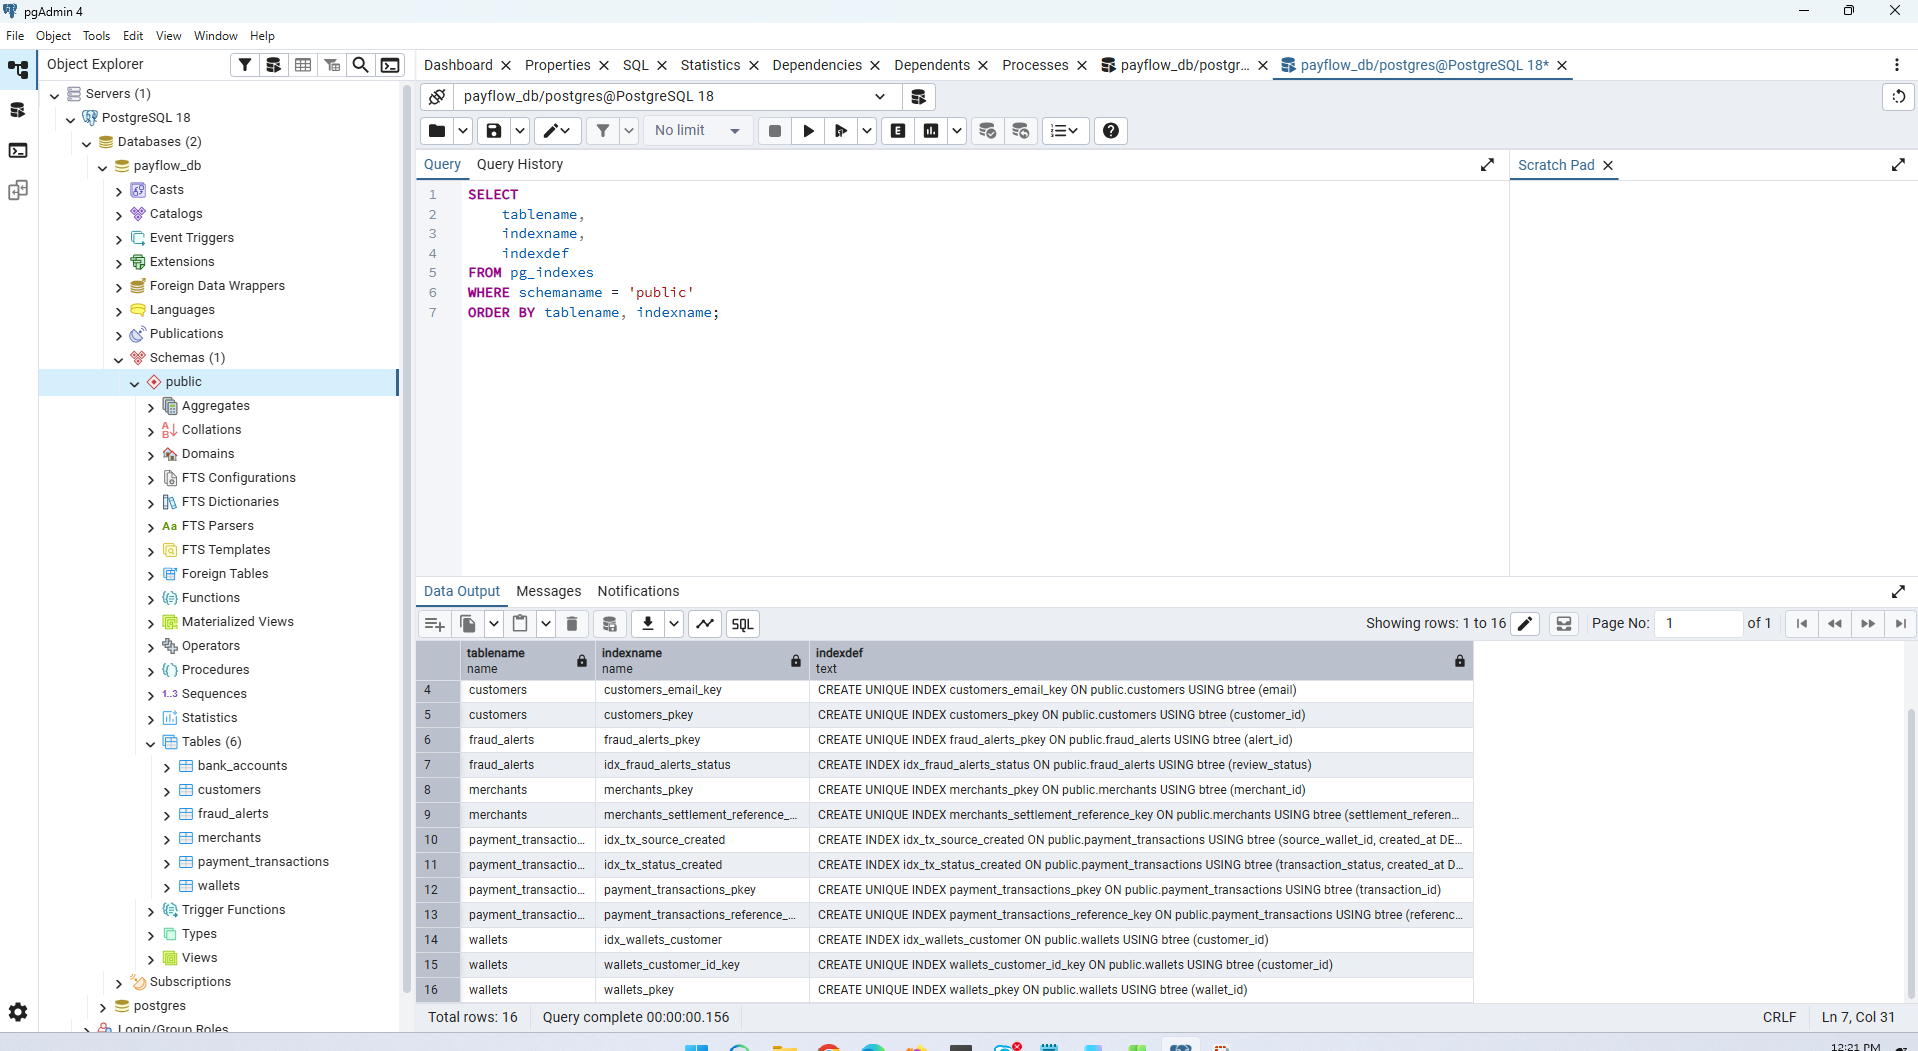 pgAdmin 4
File Object Tools Edit View Window Help
Object Explorer
Servers (1)
PostgreSQL 18
Databases (2)
payflow_db
Casts
Catalogs
Event Triggers
Extensions
Foreign Data Wrappers
Languages
Publications
Schemas (1)
public
Aggregates
Collations
Domains
FTS Configurations
FTS Dictionaries
Aa FTS Parsers
FTS Templates
Foreign Tables
Functions
Materialized Views
Operators
Procedures
1..3 Sequences
Statistics
Tables (6)
bank_accounts
customers
fraud_alerts
merchants
payment_transactions
wallets
Trigger Functions
Types
Views
Subscriptions
postgres
Login/Group Roles
Dashboard Properties SQL Statistics Dependencies Dependents Processes payflow_db/postgr... payflow_db/postgres@PostgreSQL 18*
payflow_db/postgres@PostgreSQL 18
No limit
E
Query Query History
Scratch Pad
1 SELECT
2 tablename,
3 indexname,
4 indexdef
5 FROM pg_indexes
6 WHERE schemaname = 'public'
7 ORDER BY tablename, indexname;
Data Output Messages Notifications
SQL Showing rows: 1 to 16 Page No: 1 of 1
tablename indexname indexdef
name name text
4 customers customers_email_key CREATE UNIQUE INDEX customers_email_key ON public.customers USING btree (email)
5 customers customers_pkey CREATE UNIQUE INDEX customers_pkey ON public.customers USING btree (customer_id)
6 fraud_alerts fraud_alerts_pkey CREATE UNIQUE INDEX fraud_alerts_pkey ON public.fraud_alerts USING btree (alert_id)
7 fraud_alerts idx_fraud_alerts_status CREATE INDEX idx_fraud_alerts_status ON public.fraud_alerts USING btree (review_status)
8 merchants merchants_pkey CREATE UNIQUE INDEX merchants_pkey ON public.merchants USING btree (merchant_id)
9 merchants merchants_settlement_reference_... CREATE UNIQUE INDEX merchants_settlement_reference_key ON public.merchants USING btree (settlement_referen...
10 payment_transactio... idx_tx_source_created CREATE INDEX idx_tx_source_created ON public.payment_transactions USING btree (source_wallet_id, created_at DE...
11 payment_transactio... idx_tx_status_created CREATE INDEX idx_tx_status_created ON public.payment_transactions USING btree (transaction_status, created_at D...
12 payment_transactio... payment_transactions_pkey CREATE UNIQUE INDEX payment_transactions_pkey ON public.payment_transactions USING btree (transaction_id)
13 payment_transactio... payment_transactions_reference_... CREATE UNIQUE INDEX payment_transactions_reference_key ON public.payment_transactions USING btree (referenc...
14 wallets idx_wallets_customer CREATE INDEX idx_wallets_customer ON public.wallets USING btree (customer_id)
15 wallets wallets_customer_id_key CREATE UNIQUE INDEX wallets_customer_id_key ON public.wallets USING btree (customer_id)
16 wallets wallets_pkey CREATE UNIQUE INDEX wallets_pkey ON public.wallets USING btree (wallet_id)
Total rows: 16 Query complete 00:00:00.156 CRLF Ln 7, Col 31
12:21 PM